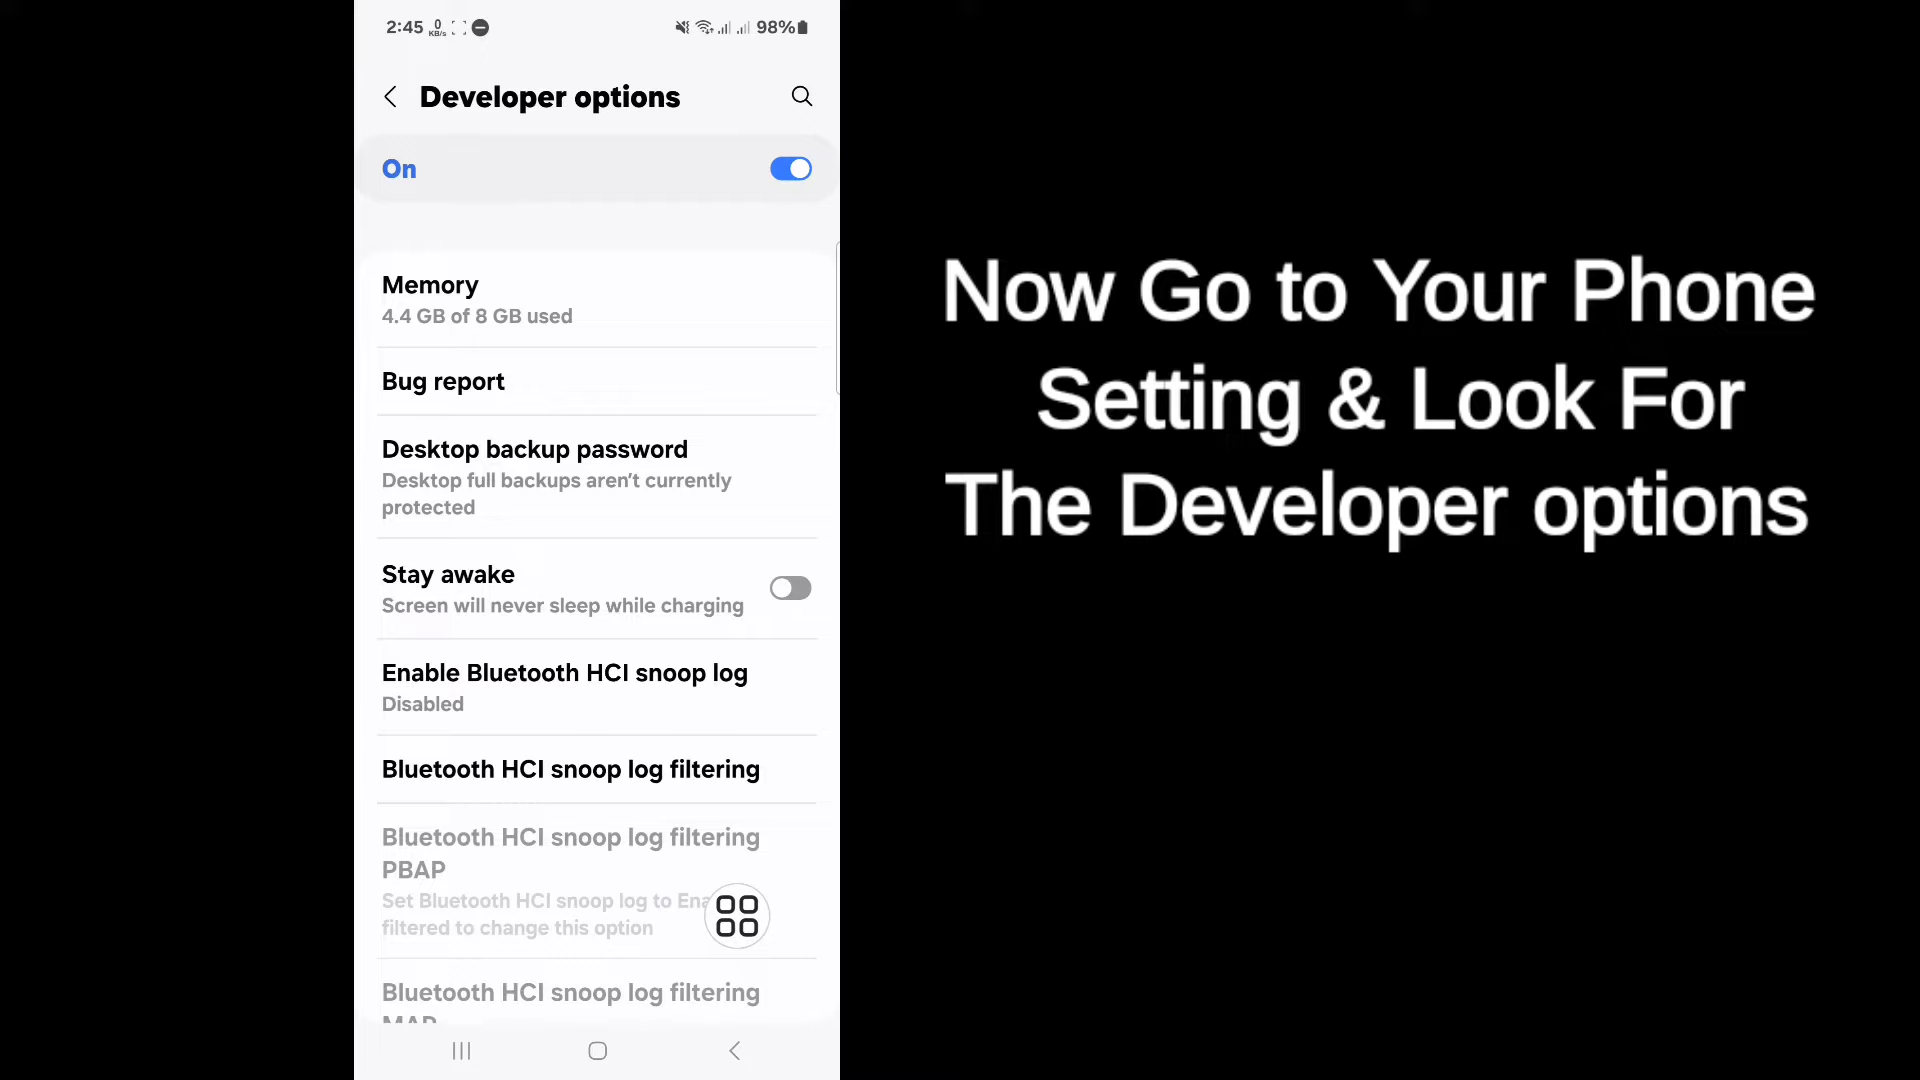 2:45 0 KB/s 98%
Developer options
On
Memory
4.4 GB of 8 GB used
Bug report
Desktop backup password
Desktop full backups aren't currently
protected
Stay awake
Screen will never sleep while charging
Enable Bluetooth HCI snoop log
Disabled
Bluetooth HCI snoop log filtering
Bluetooth HCI snoop log filtering
PBAP
Set Bluetooth HCI snoop log to Ena
filtered to change this option
Bluetooth HCI snoop log filtering
MAP
Now Go to Your Phone
Setting & Look For
The Developer options